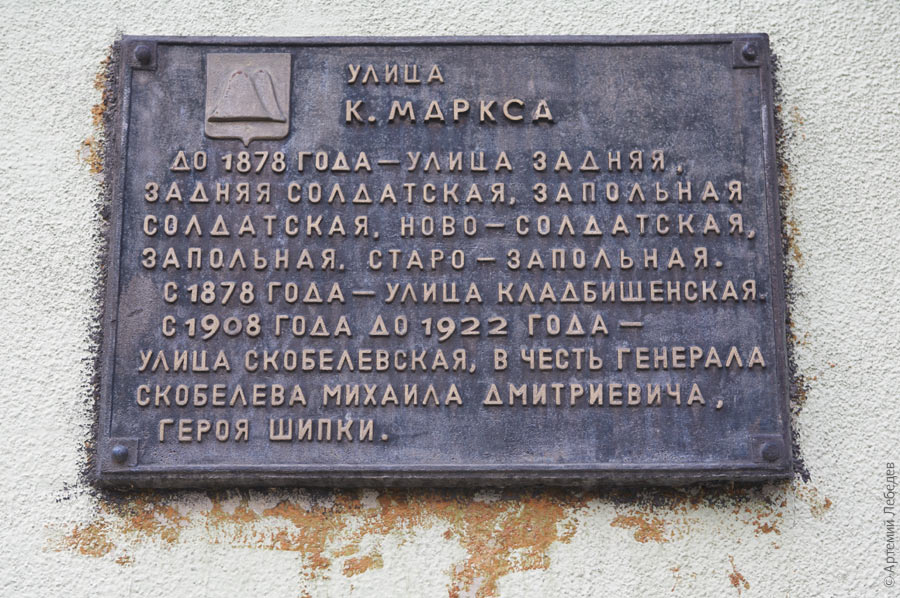 УЛИЦА
К. МАРКСА
ДО 1878 ГОДА — УЛИЦА ЗАДНЯЯ,
ЗАДНЯЯ СОЛДАТСКАЯ, ЗАПОЛЬНАЯ
СОЛДАТСКАЯ, НОВО — СОЛДАТСКАЯ,
ЗАПОЛЬНАЯ, СТАРО — ЗАПОЛЬНАЯ.
С 1878 ГОДА — УЛИЦА КЛАДБИЩЕНСКАЯ.
С 1908 ГОДА ДО 1922 ГОДА —
УЛИЦА СКОБЕЛЕВСКАЯ, В ЧЕСТЬ ГЕНЕРАЛА
СКОБЕЛЕВА МИХАИЛА ДМИТРИЕВИЧА,
ГЕРОЯ ШИПКИ.
© Артемий Лебедев